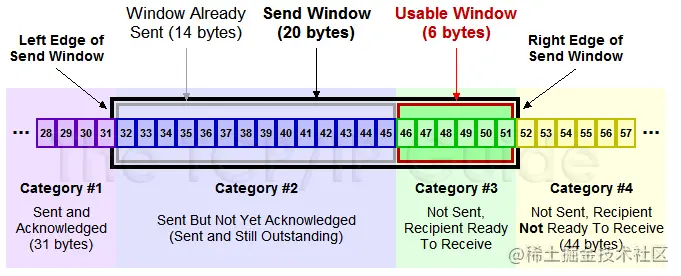 Window Already
Sent (14 bytes)
Send Window
(20 bytes)
Usable Window
(6 bytes)
Left Edge of
Send Window
Right Edge of
Send Window
... 28 29 30 31 32 33 34 35 36 37 38 39 40 41 42 43 44 45 46 47 48 49 50 51 52 53 54 55 56 57 ...
The TCP/IP Guide
Category #1
Sent and
Acknowledged
(31 bytes)
Category #2
Sent But Not Yet Acknowledged
(Sent and Still Outstanding)
Category #3
Not Sent,
Recipient Ready
To Receive
Category #4
Not Sent, Recipient
Not Ready To Receive
(44 bytes)
@稀土掘金技术社区